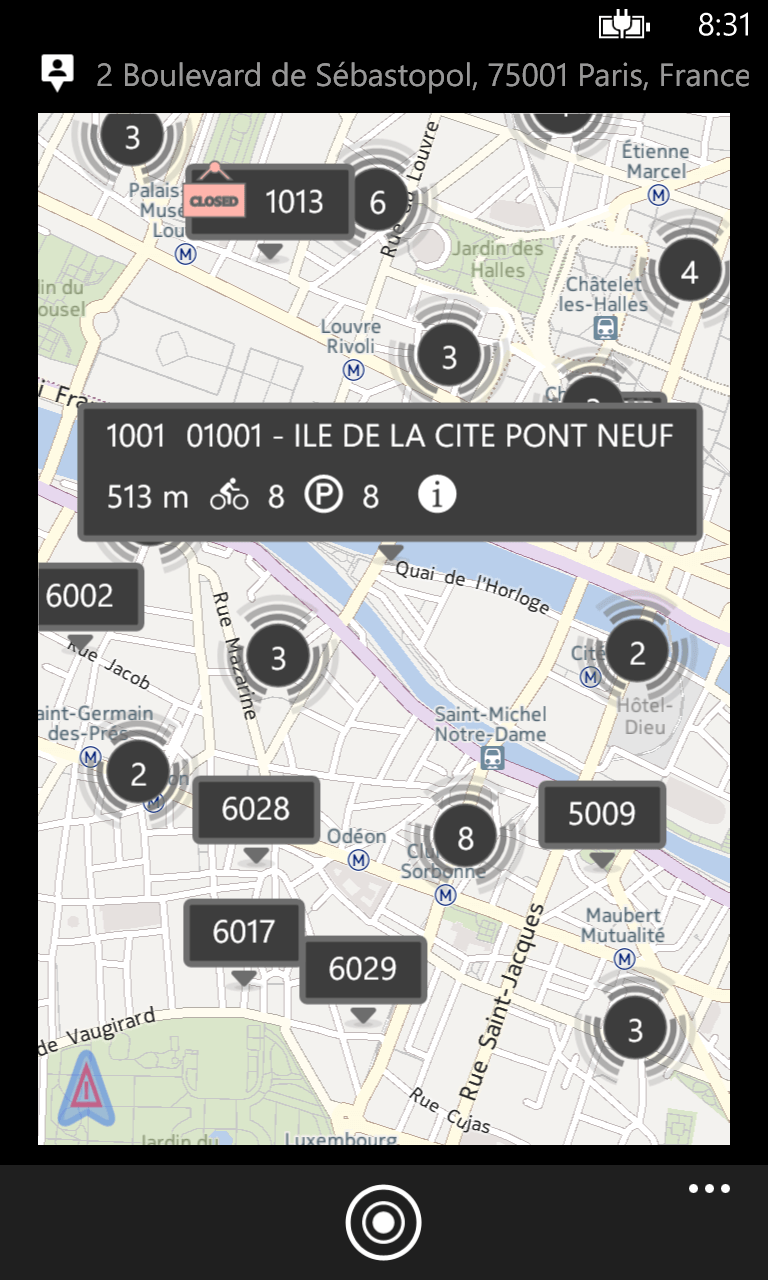 8:31
2 Boulevard de Sébastopol, 75001 Paris, France
3
CLOSED
1013
6
Rue du Louvre
Étienne
Marcel
Palais
Mus
Lou
M
M
Jardin des
Halles
4
in du
ousel
Châtelet
les-Halles
Louvre
Rivoli
M
3
1001 01001 - ILE DE LA CITE PONT NEUF
513 m 8 P 8 i
Quai de l'Horloge
6002
Rue Jacob
Rue Mazarine
3
2
Cité
M
Hôtel-
Dieu
aint-Germain
des-Prés
M
2
on
M
Saint-Michel
Notre-Dame
6028
5009
8
Odéon
M
Clu
Sorbonne
M
6017
6029
Maubert
Mutualité
M
Rue Saint-Jacques
3
de Vaugirard
Rue Cujas
Jardin du
Luxembourg